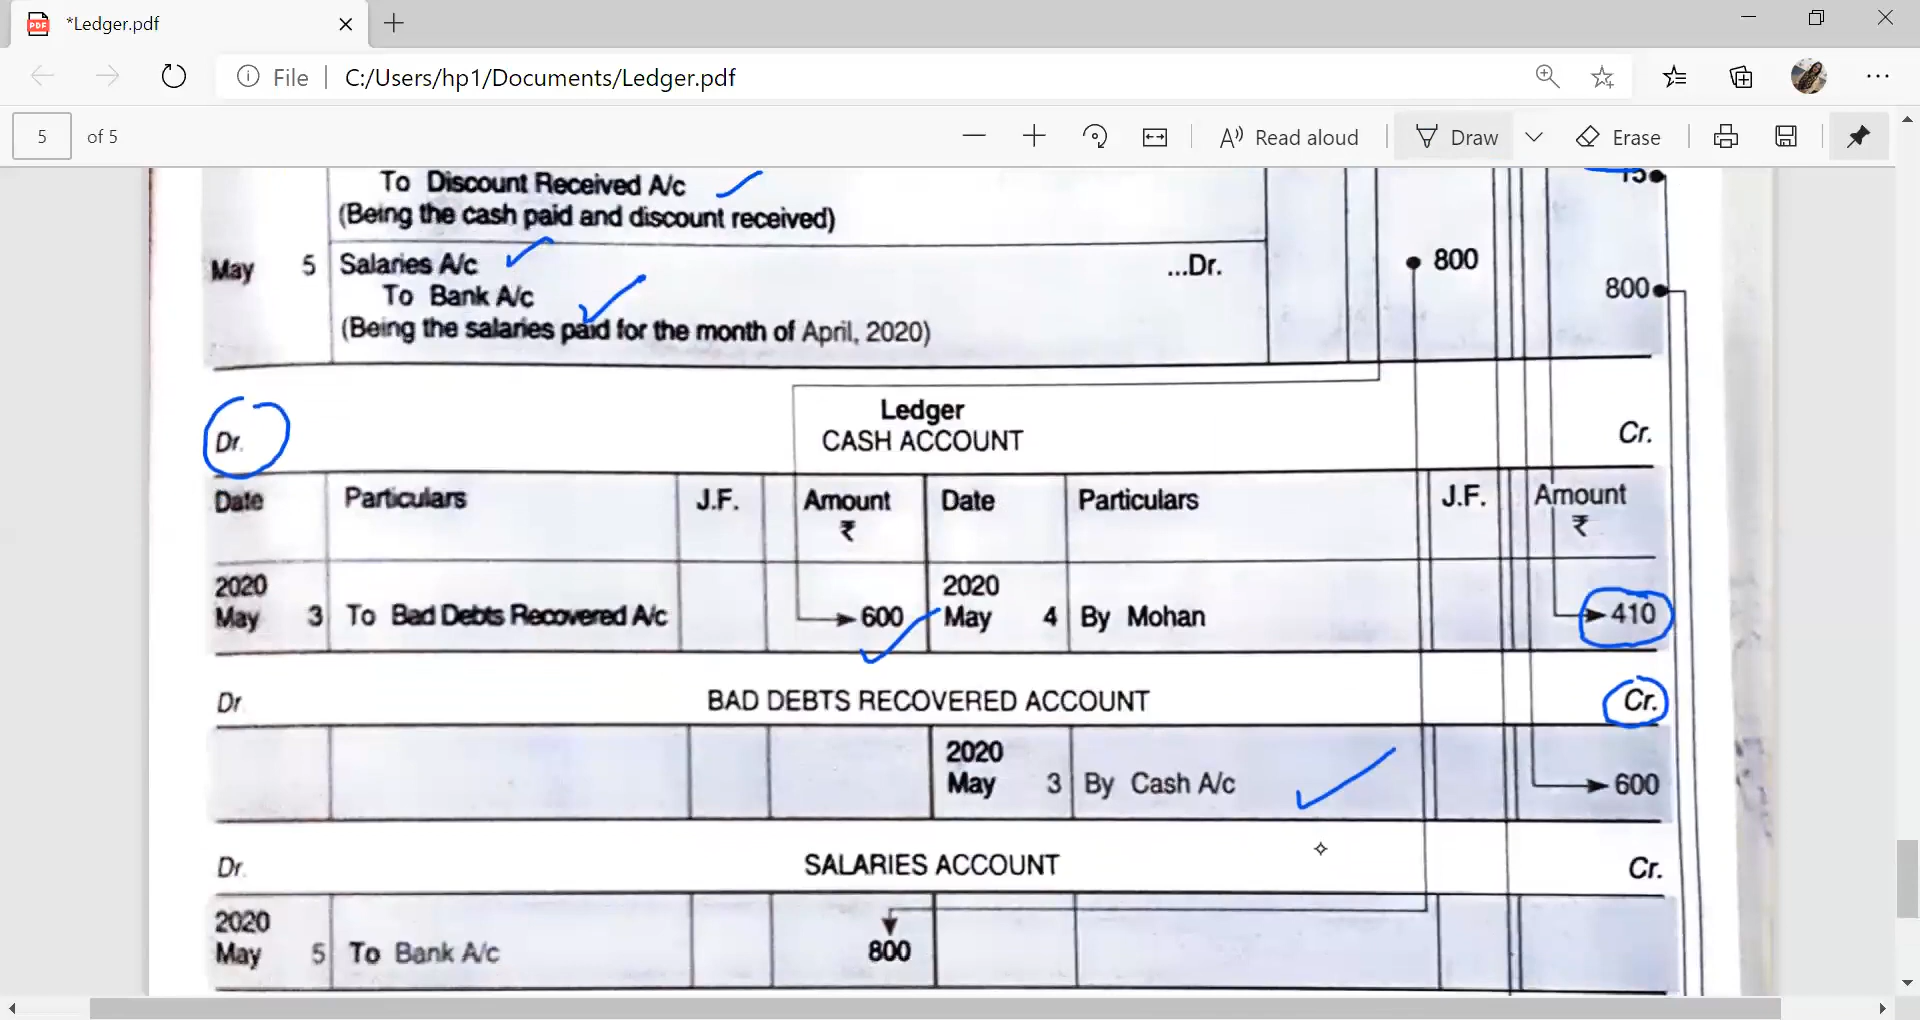 *Ledger.pdf
File | C:/Users/hp1/Documents/Ledger.pdf
5 of 5 Read aloud Draw Erase
To Discount Received A/c
(Being the cash paid and discount received)
15
May 5 Salaries A/c ...Dr. 800
To Bank A/c 800
(Being the salaries paid for the month of April, 2020)
Ledger
Dr. CASH ACCOUNT Cr.
Date Particulars J.F. Amount Date Particulars J.F. Amount
₹ ₹
2020 2020
May 3 To Bad Debts Recovered A/c 600 May 4 By Mohan 410
Dr. BAD DEBTS RECOVERED ACCOUNT Cr.
2020
May 3 By Cash A/c 600
Dr. SALARIES ACCOUNT Cr.
2020
May 5 To Bank A/c 800